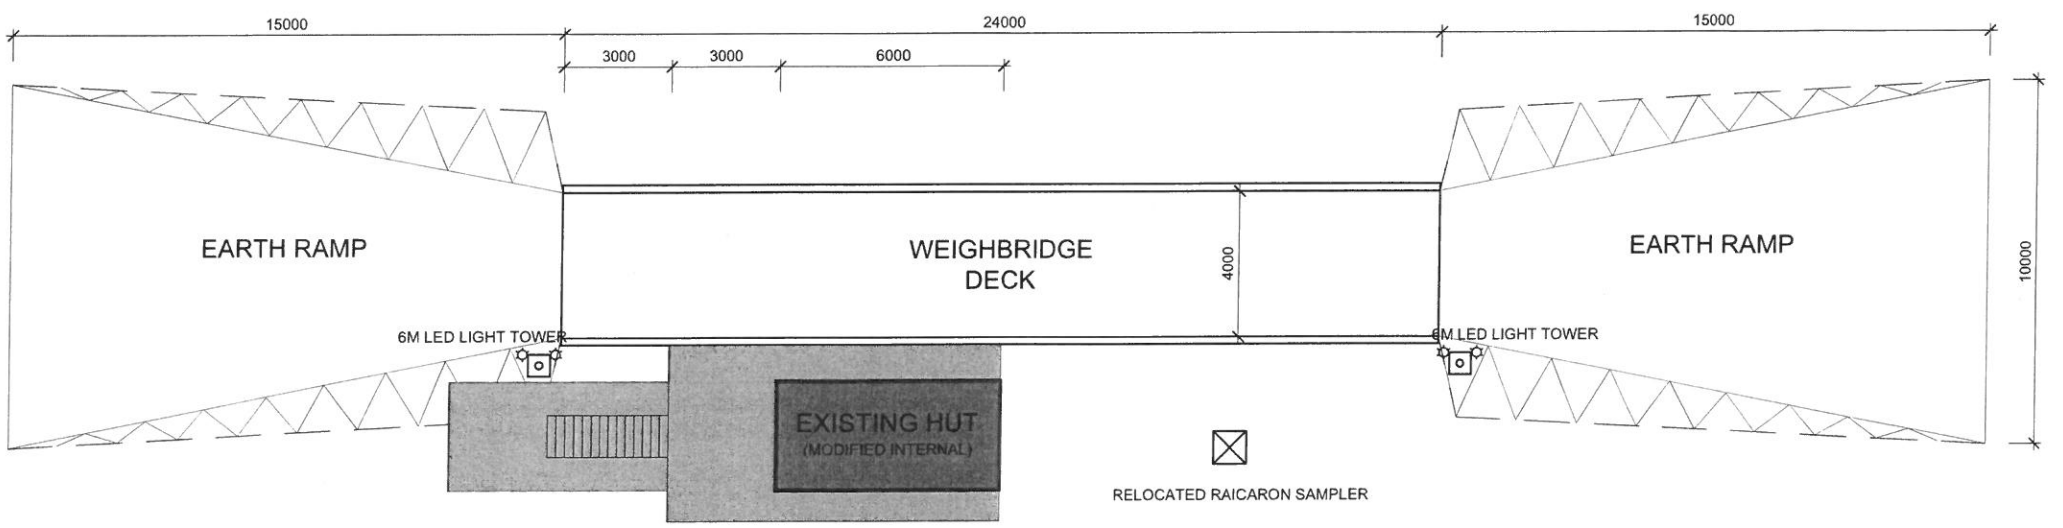 15000
24000
15000
3000
3000
6000
EARTH RAMP
WEIGHBRIDGE
DECK
4000
EARTH RAMP
10000
6M LED LIGHT TOWER
6M LED LIGHT TOWER
EXISTING HUT
(MODIFIED INTERNAL)
RELOCATED RAICARON SAMPLER